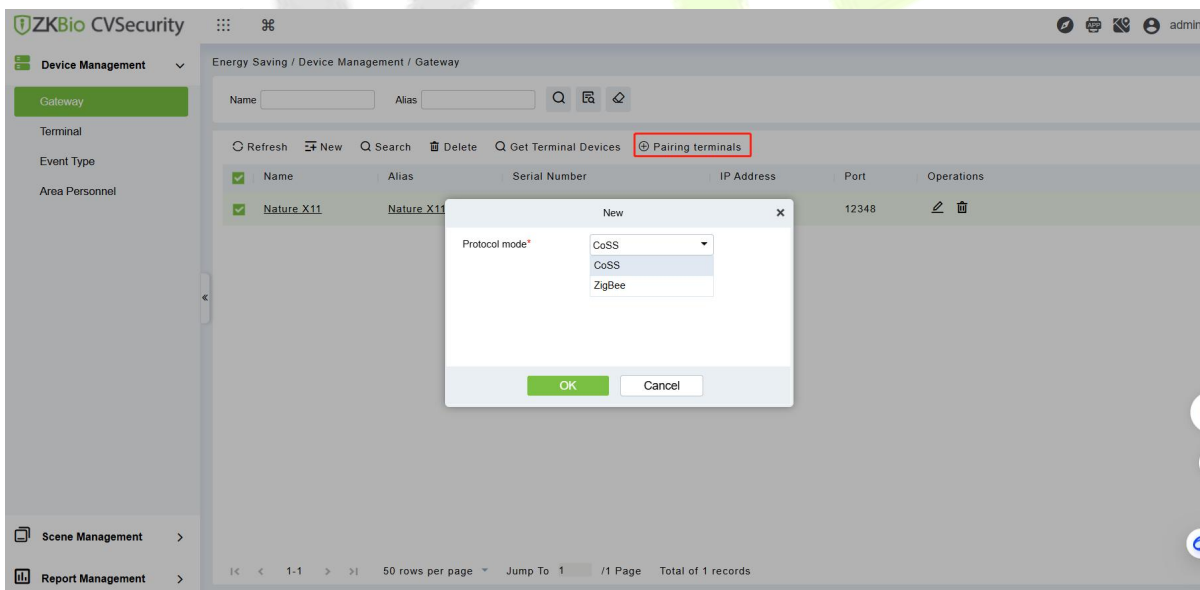 ZKBio CVSecurity
admin
Device Management
Gateway
Terminal
Event Type
Area Personnel
Scene Management
Report Management
Energy Saving / Device Management / Gateway
Name
Alias
Refresh New Search Delete Get Terminal Devices Pairing terminals
Name Alias Serial Number IP Address Port Operations
Nature X11 Nature X11 12348
New
Protocol mode* CoSS
CoSS
ZigBee
OK Cancel
1-1 50 rows per page Jump To 1 /1 Page Total of 1 records